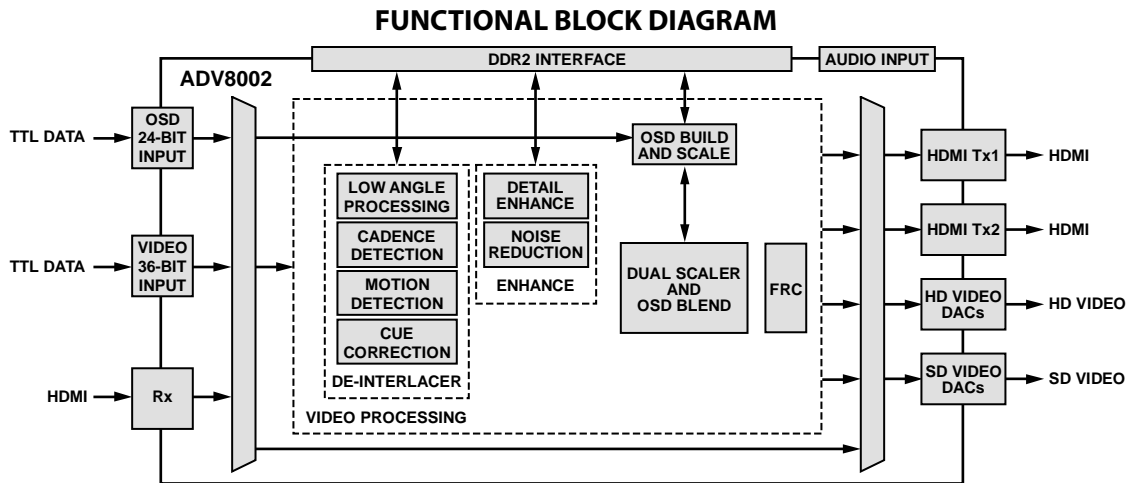 FUNCTIONAL BLOCK DIAGRAM
DDR2 INTERFACE
AUDIO INPUT
ADV8002
TTL DATA
OSD
24-BIT
INPUT
OSD BUILD
AND SCALE
HDMI Tx1
HDMI
LOW ANGLE
PROCESSING
DETAIL
ENHANCE
CADENCE
DETECTION
NOISE
REDUCTION
HDMI Tx2
HDMI
TTL DATA
VIDEO
36-BIT
INPUT
MOTION
DETECTION
ENHANCE
DUAL SCALER
AND
OSD BLEND
FRC
HD VIDEO
DACs
HD VIDEO
CUE
CORRECTION
DE-INTERLACER
SD VIDEO
DACs
SD VIDEO
HDMI
Rx
VIDEO PROCESSING